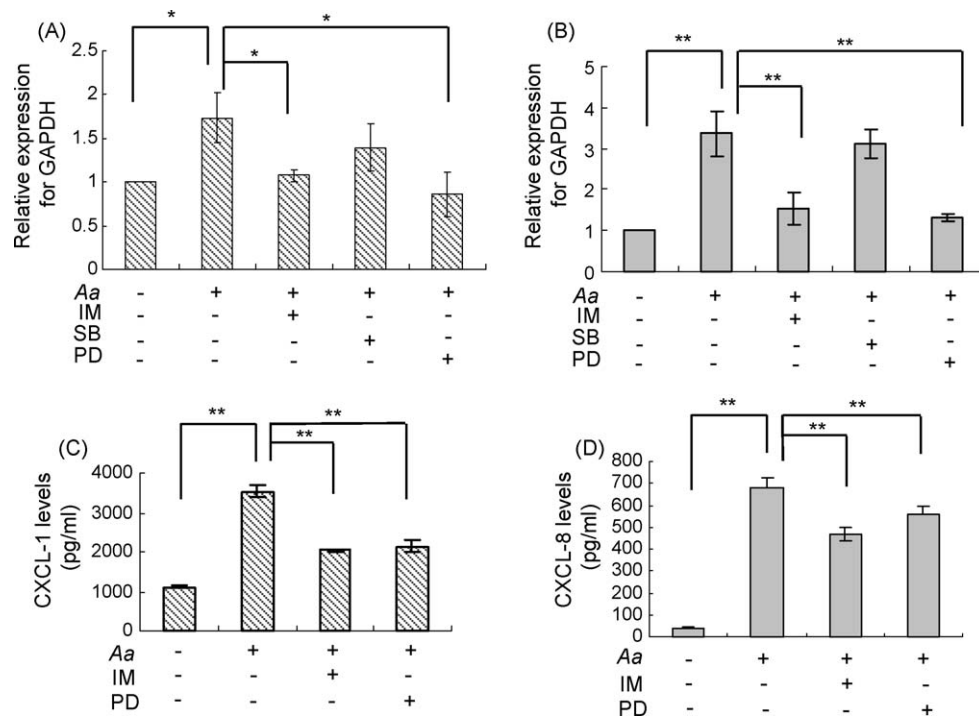 (A)
* * *
Relative expression
for GAPDH
2.5
2
1.5
1
0.5
0
Aa - + + + +
IM - - + - -
SB - - - + -
PD - - - - +
(B)
** ** **
Relative expression
for GAPDH
5
4
3
2
1
0
Aa - + + + +
IM - - + - -
SB - - - + -
PD - - - - +
(C)
** ** **
CXCL-1 levels
(pg/ml)
4000
3000
2000
1000
0
Aa - + + +
IM - - + -
PD - - - +
(D)
** ** **
CXCL-8 levels
(pg/ml)
800
700
600
500
400
300
200
100
0
Aa - + + +
IM - - + -
PD - - - +